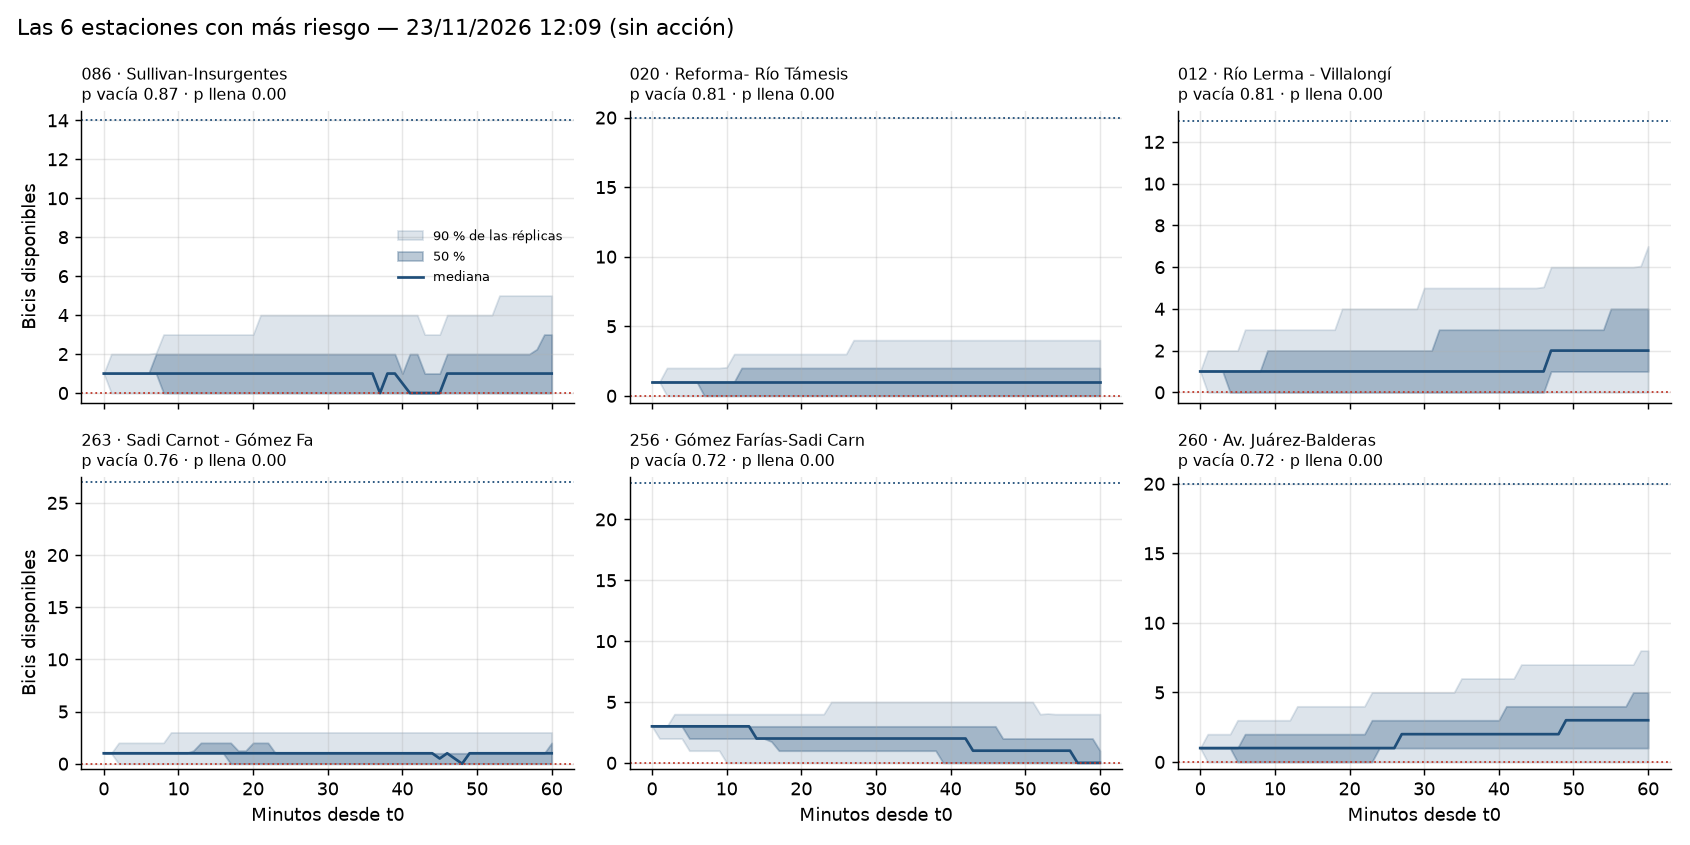 Las 6 estaciones con más riesgo — 23/11/2026 12:09 (sin acción)
086 · Sullivan-Insurgentes
p vacía 0.87 · p llena 0.00
14
12
10
8
6
4
2
0
Bicis disponibles
90 % de las réplicas
50 %
mediana
020 · Reforma- Río Támesis
p vacía 0.81 · p llena 0.00
20
15
10
5
0
012 · Río Lerma - Villalongí
p vacía 0.81 · p llena 0.00
12
10
8
6
4
2
0
263 · Sadi Carnot - Gómez Fa
p vacía 0.76 · p llena 0.00
25
20
15
10
5
0
Bicis disponibles
0 10 20 30 40 50 60
Minutos desde t0
256 · Gómez Farías-Sadi Carn
p vacía 0.72 · p llena 0.00
20
15
10
5
0
0 10 20 30 40 50 60
Minutos desde t0
260 · Av. Juárez-Balderas
p vacía 0.72 · p llena 0.00
20
15
10
5
0
0 10 20 30 40 50 60
Minutos desde t0